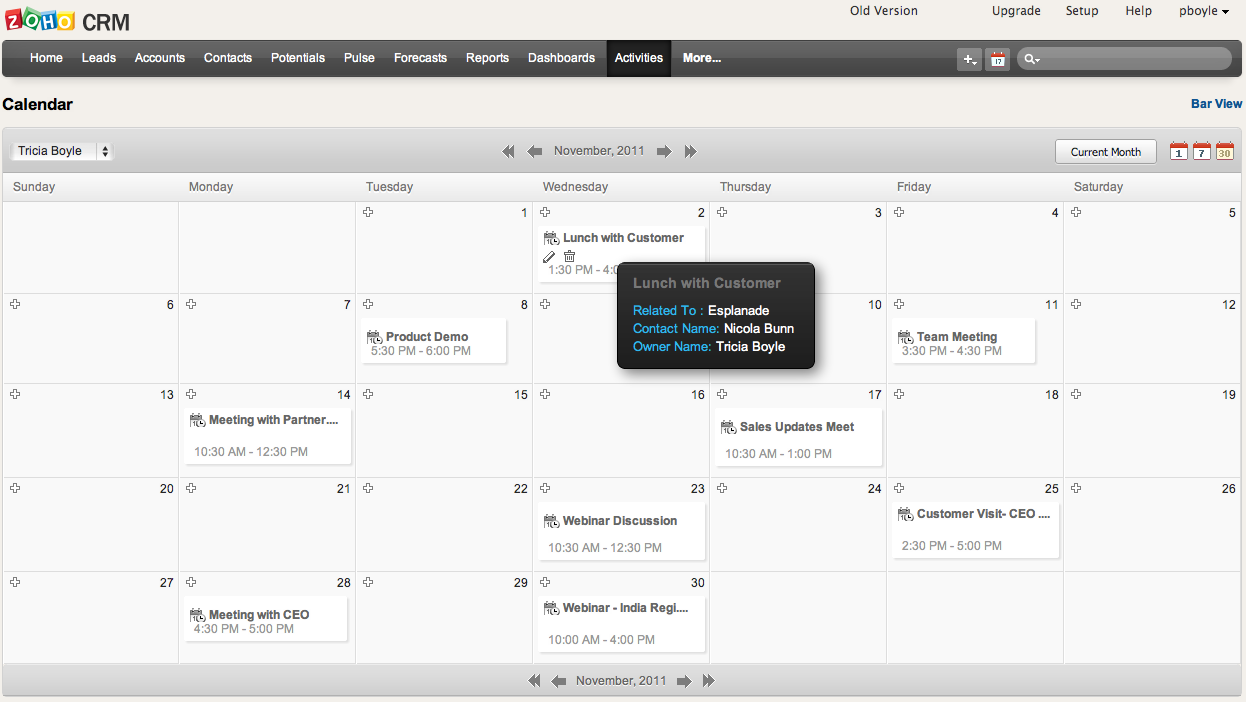 ZOHO CRM
Old Version Upgrade Setup Help pboyle
Home Leads Accounts Contacts Potentials Pulse Forecasts Reports Dashboards Activities More...
17
Calendar
Bar View
Tricia Boyle
November, 2011
Current Month
1 7 30
Sunday Monday Tuesday Wednesday Thursday Friday Saturday
1 2 3 4 5
Lunch with Customer
1:30 PM - 4:0
Lunch with Customer
Related To : Esplanade
Contact Name: Nicola Bunn
Owner Name: Tricia Boyle
6 7 8 10 11 12
Product Demo
5:30 PM - 6:00 PM
Team Meeting
3:30 PM - 4:30 PM
13 14 15 16 17 18 19
Meeting with Partner....
10:30 AM - 12:30 PM
Sales Updates Meet
10:30 AM - 1:00 PM
20 21 22 23 24 25 26
Webinar Discussion
10:30 AM - 12:30 PM
Customer Visit- CEO ....
2:30 PM - 5:00 PM
27 28 29 30
Meeting with CEO
4:30 PM - 5:00 PM
Webinar - India Regi....
10:00 AM - 4:00 PM
November, 2011